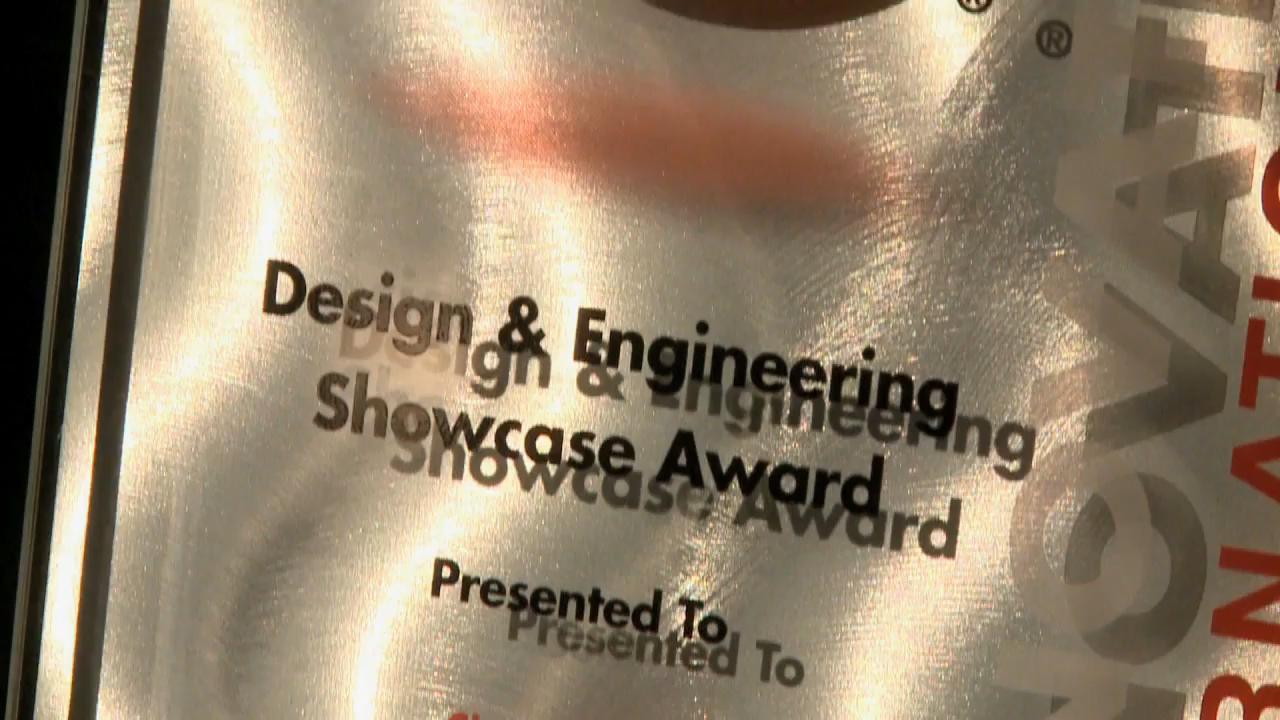 ®
®
Design & Engineering
Showcase Award
Presented To